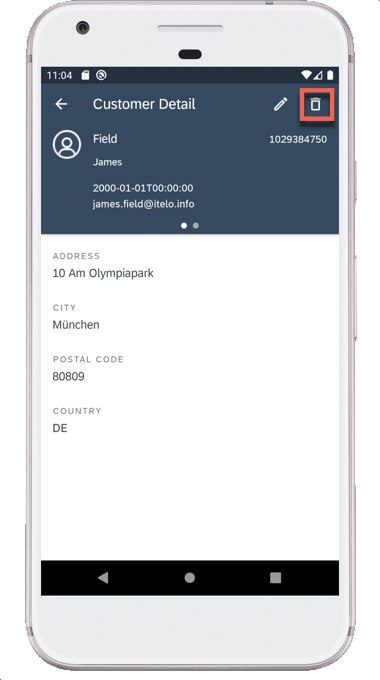 11:04
Customer Detail
Field 1029384750
James
2000-01-01T00:00:00
james.field@itelo.info
ADDRESS
10 Am Olympiapark
CITY
München
POSTAL CODE
80809
COUNTRY
DE